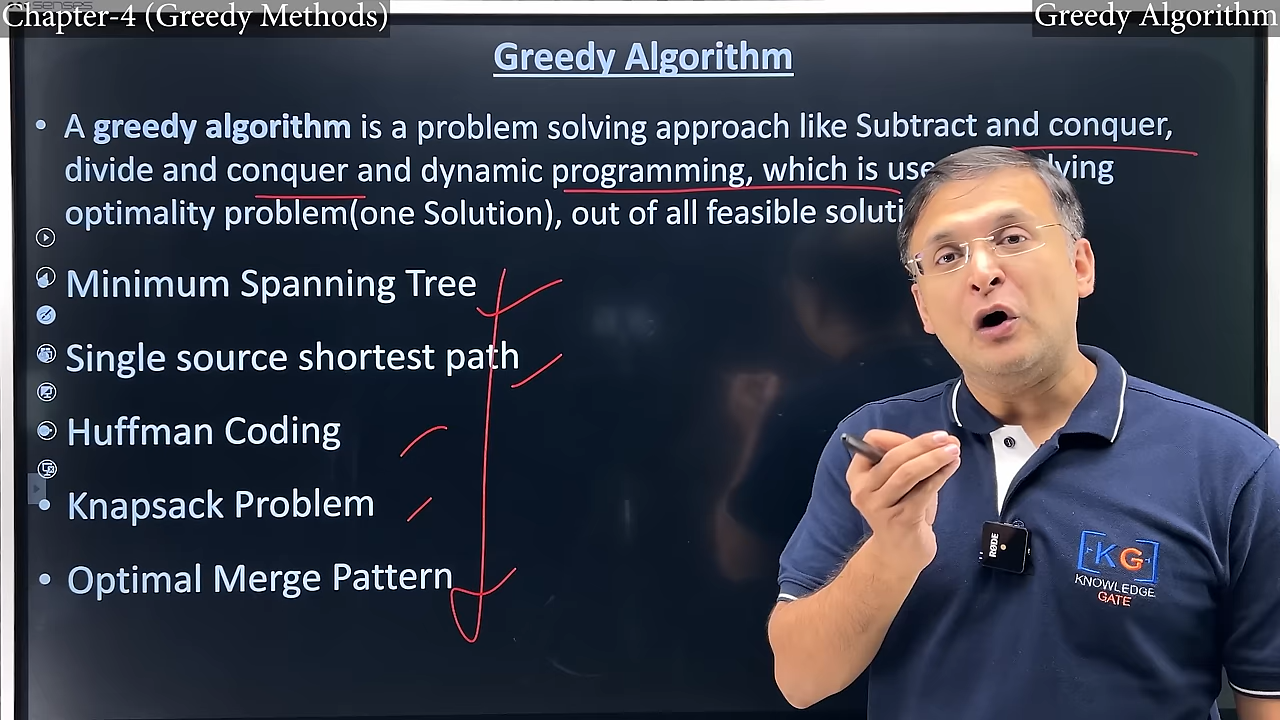 Chapter-4 (Greedy Methods)
Greedy Algorithm
Greedy Algorithm
• A greedy algorithm is a problem solving approach like Subtract and conquer,
divide and conquer and dynamic programming, which is
optimality problem(one Solution), out of all feasible
Minimum Spanning Tree
Single source shortest path
Huffman Coding
• Knapsack Problem
• Optimal Merge Pattern
RØDE
KG
KNOWLEDGE
GATE